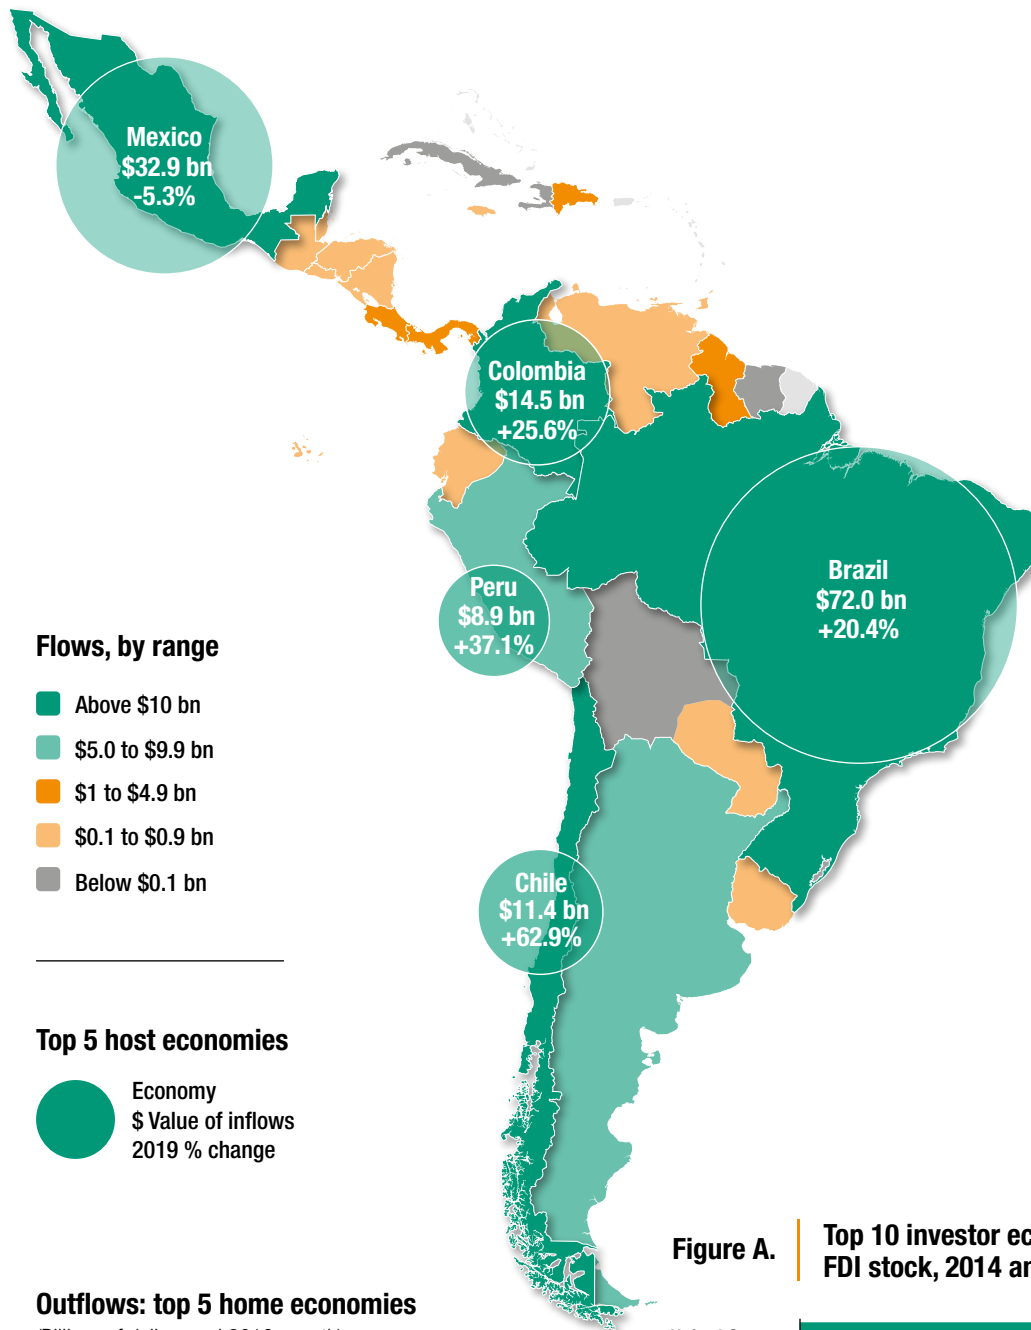 Mexico
$32.9 bn
-5.3%
Colombia
$14.5 bn
+25.6%
Brazil
$72.0 bn
+20.4%
Peru
$8.9 bn
+37.1%
Chile
$11.4 bn
+62.9%
Flows, by range
Above $10 bn
$5.0 to $9.9 bn
$1 to $4.9 bn
$0.1 to $0.9 bn
Below $0.1 bn
Top 5 host economies
Economy
$ Value of inflows
2019 % change
Figure A.
Top 10 investor ec
FDI stock, 2014 an
Outflows: top 5 home economies